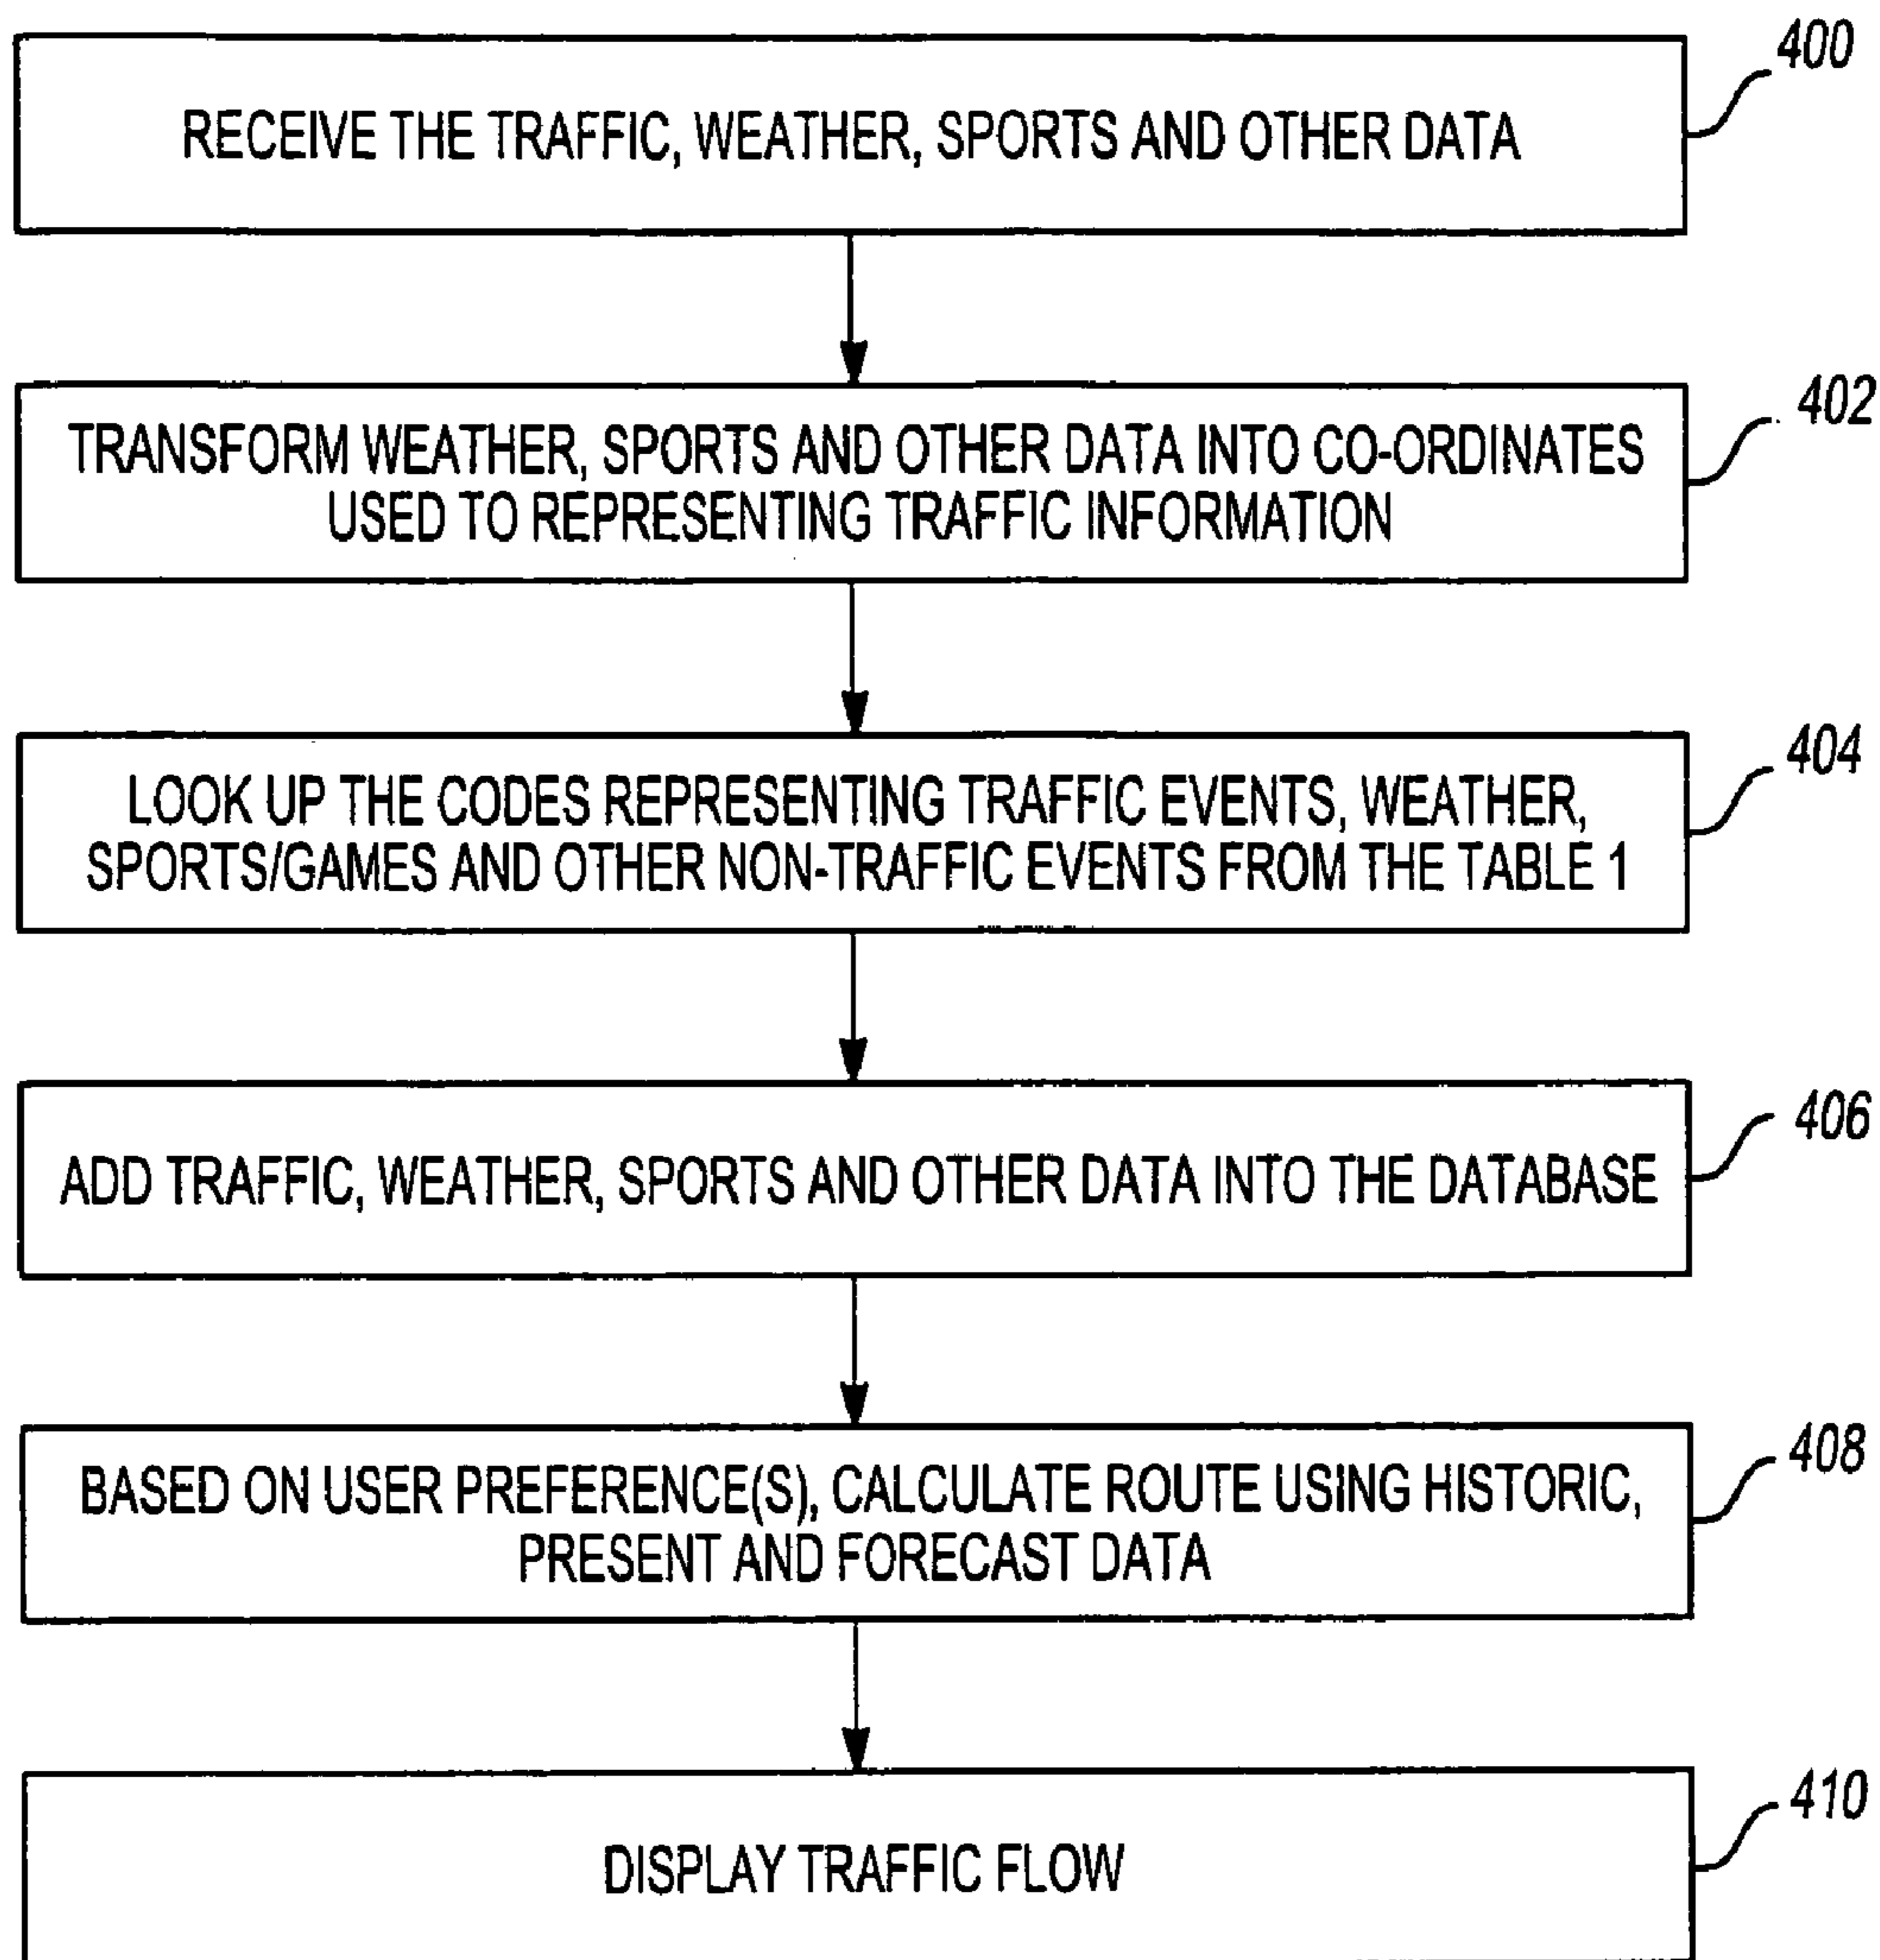 400
RECEIVE THE TRAFFIC, WEATHER, SPORTS AND OTHER DATA
402
TRANSFORM WEATHER, SPORTS AND OTHER DATA INTO CO-ORDINATES
USED TO REPRESENTING TRAFFIC INFORMATION
404
LOOK UP THE CODES REPRESENTING TRAFFIC EVENTS, WEATHER,
SPORTS/GAMES AND OTHER NON-TRAFFIC EVENTS FROM THE TABLE 1
406
ADD TRAFFIC, WEATHER, SPORTS AND OTHER DATA INTO THE DATABASE
408
BASED ON USER PREFERENCE(S), CALCULATE ROUTE USING HISTORIC,
PRESENT AND FORECAST DATA
410
DISPLAY TRAFFIC FLOW